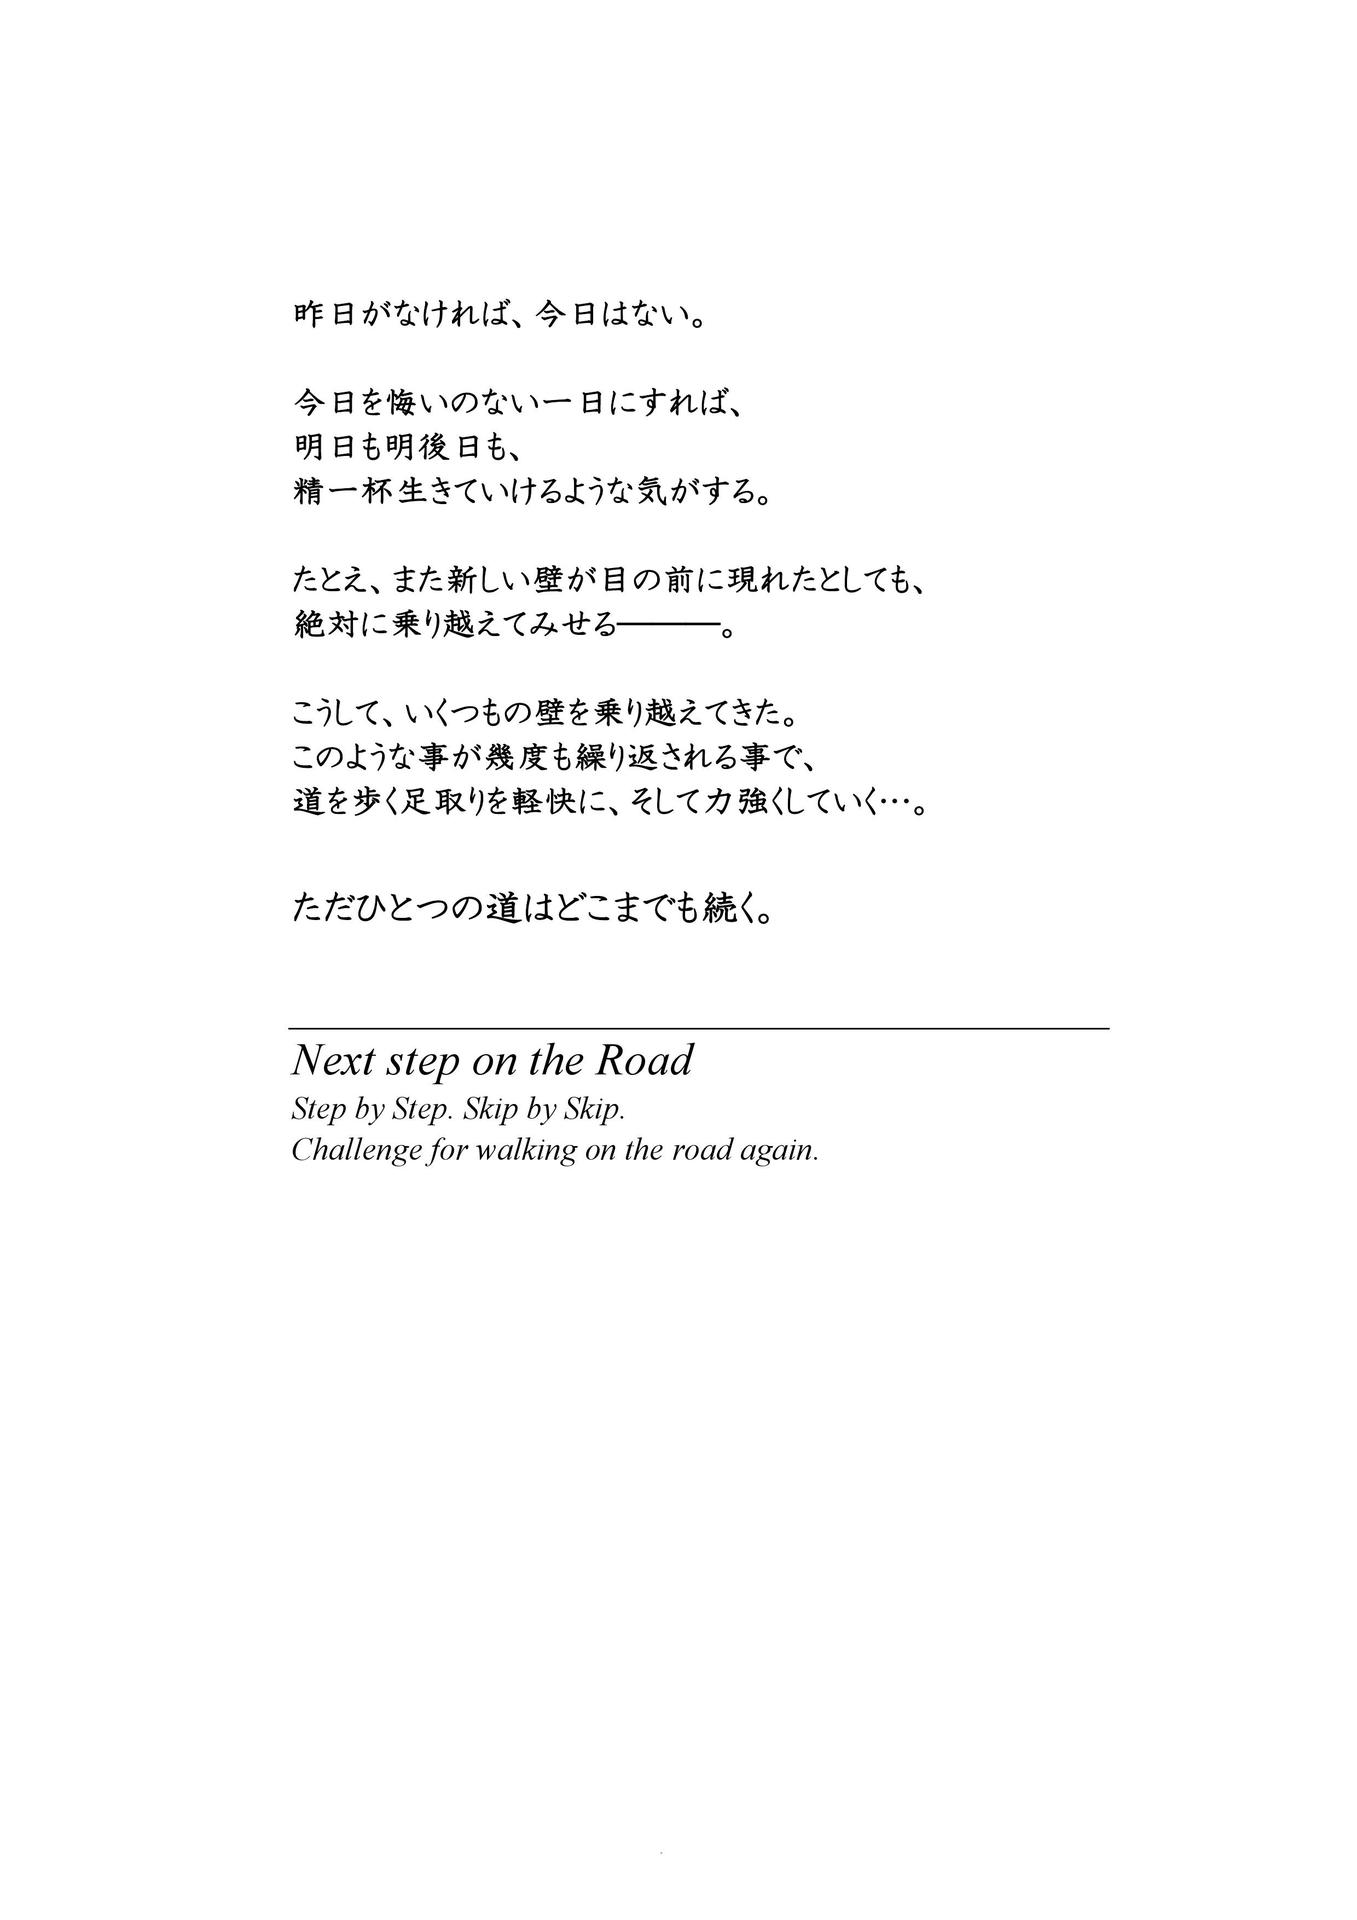 昨日がなければ、今日はない。
今日を悔いのない一日にすれば、
明日も明後日も、
精一杯生きていけるような気がする。
たとえ、また新しい壁が目の前に現れたとしても、
絶対に乗り越えてみせる―――。
こうして、いくつもの壁を乗り越えてきた。
このような事が幾度も繰り返される事で、
道を歩く足取りを軽快に、そして力強くしていく…。
ただひとつの道はどこまでも続く。
Next step on the Road
Step by Step. Skip by Skip.
Challenge for walking on the road again.